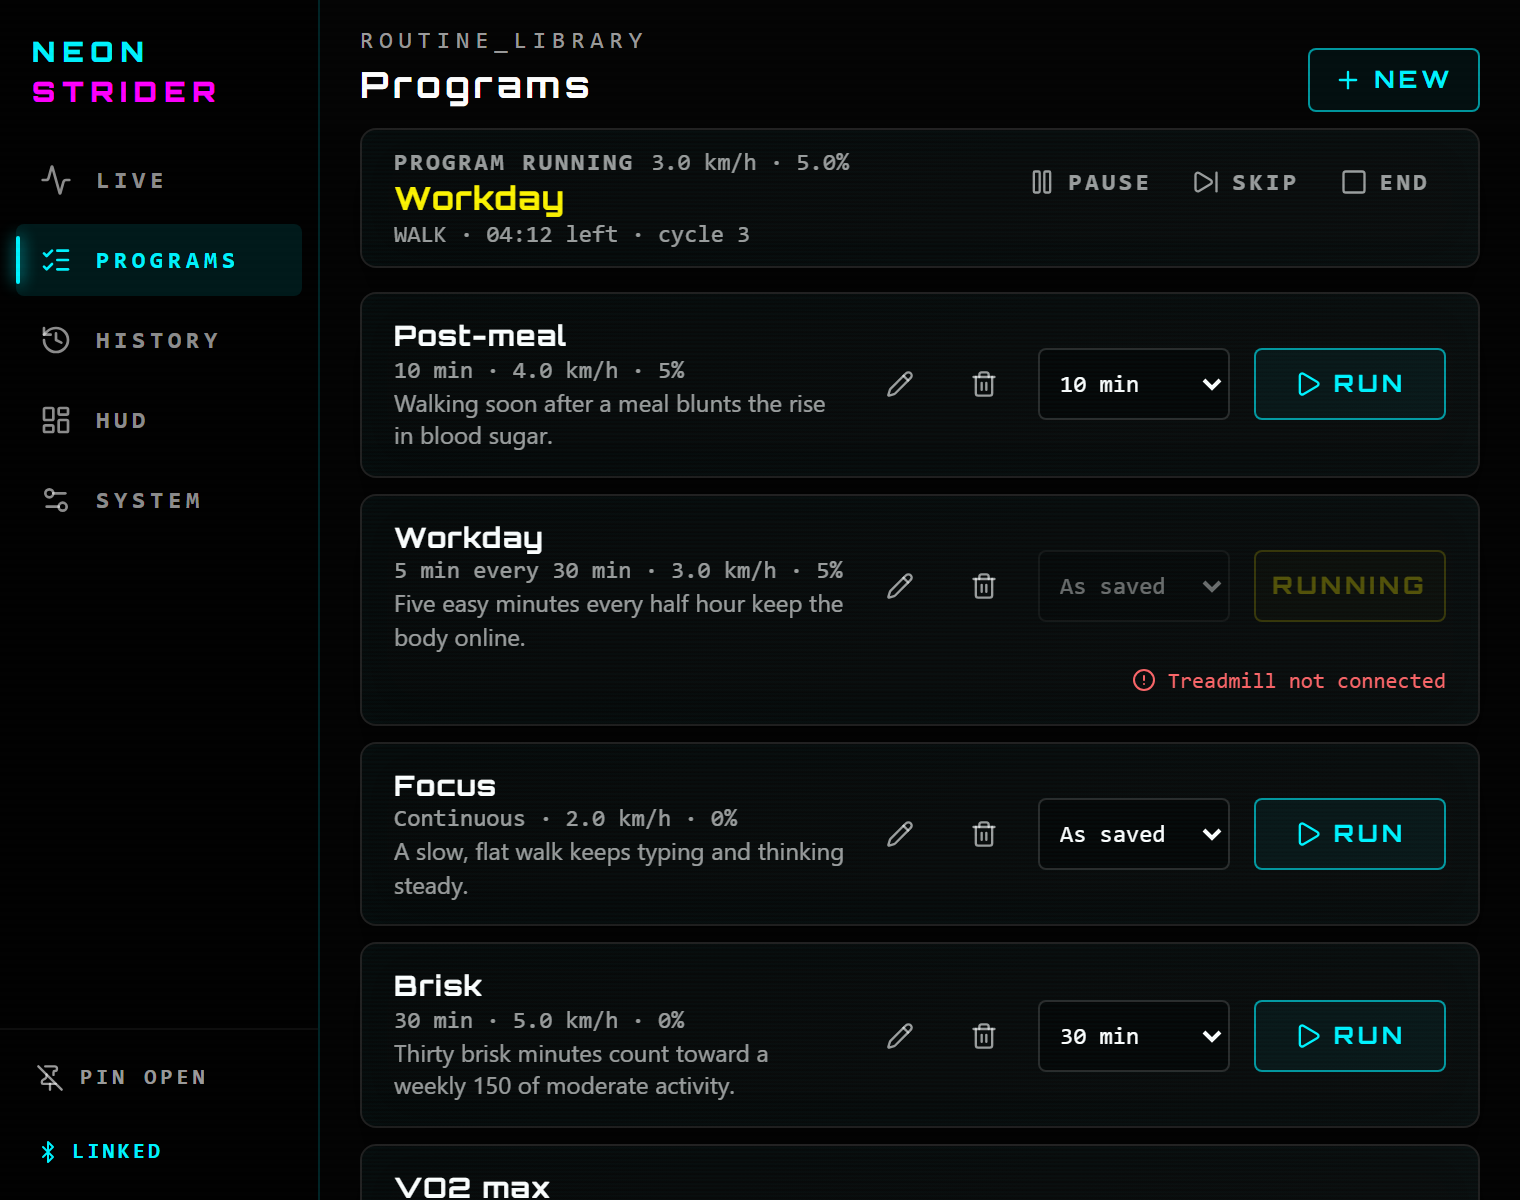 NEON
STRIDER
LIVE
PROGRAMS
HISTORY
HUD
SYSTEM
PIN OPEN
LINKED
ROUTINE_LIBRARY
Programs
+ NEW
PROGRAM RUNNING 3.0 km/h · 5.0%
Workday
WALK · 04:12 left · cycle 3
PAUSE
SKIP
END
Post-meal
10 min · 4.0 km/h · 5%
Walking soon after a meal blunts the rise
in blood sugar.
10 min
RUN
Workday
5 min every 30 min · 3.0 km/h · 5%
Five easy minutes every half hour keep the
body online.
As saved
RUNNING
Treadmill not connected
Focus
Continuous · 2.0 km/h · 0%
A slow, flat walk keeps typing and thinking
steady.
As saved
RUN
Brisk
30 min · 5.0 km/h · 0%
Thirty brisk minutes count toward a
weekly 150 of moderate activity.
30 min
RUN
VO2 max